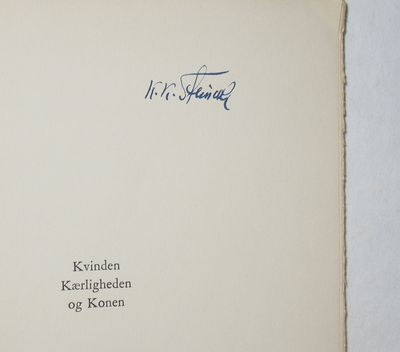 K. K. Steincke
Kvinden
Kærligheden
og Konen